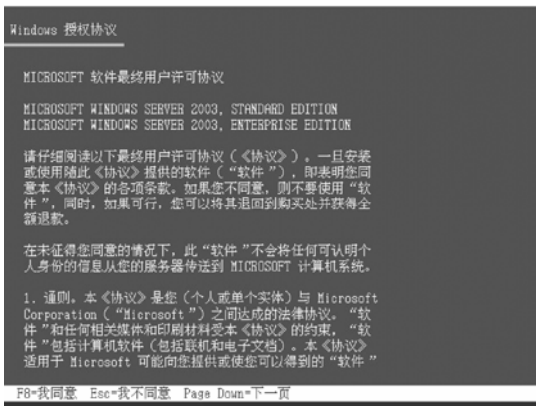 Windows 授权协议
MICROSOFT 软件最终用户许可协议
MICROSOFT WINDOWS SERVER 2003, STANDARD EDITION
MICROSOFT WINDOWS SERVER 2003, ENTERPRISE EDITION
请仔细阅读以下最终用户许可协议（《协议》）。一旦安装
或使用随此《协议》提供的软件（“软件 ”），即表明您同
意本《协议》的各项条款。如果您不同意，则不要使用 “软
件 ”，同时，如果可行，您可以将其退回到购买处并获得全
额退款。
在未征得您同意的情况下，此 “软件 ”不会将任何可认明个
人身份的信息从您的服务器传送到 MICROSOFT 计算机系统。
1. 通则。本《协议》是您（个人或单个实体）与 Microsoft
Corporation（“Microsoft ”）之间达成的法律协议。 “软
件 ”和任何相关媒体和印刷材料受本《协议》的约束。 “软
件 ”包括计算机软件（包括联机和电子文档）。本《协议》
适用于 Microsoft 可能向您提供或使您可以得到的 “软件 ”
F8=我同意 Esc=我不同意 Page Down=下一页